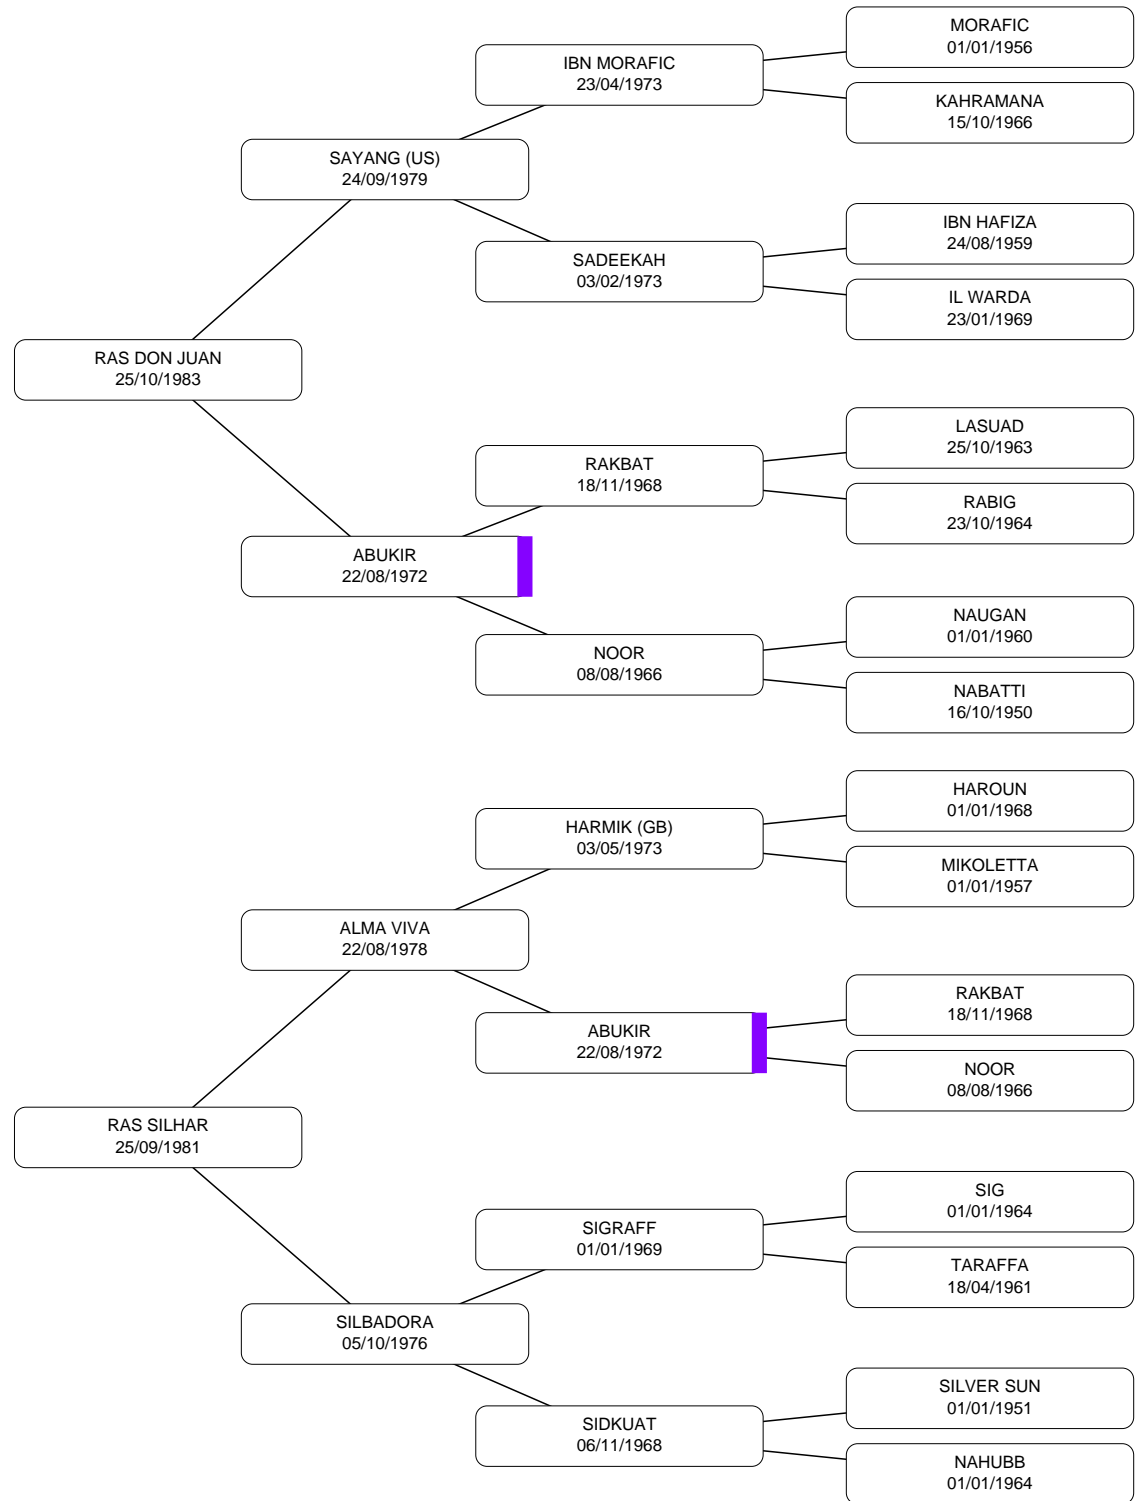 MORAFIC
01/01/1956
IBN MORAFIC
23/04/1973
KAHRAMANA
15/10/1966
SAYANG (US)
24/09/1979
IBN HAFIZA
24/08/1959
SADEEKAH
03/02/1973
IL WARDA
23/01/1969
RAS DON JUAN
25/10/1983
LASUAD
25/10/1963
RAKBAT
18/11/1968
RABIG
23/10/1964
ABUKIR
22/08/1972
NAUGAN
01/01/1960
NOOR
08/08/1966
NABATTI
16/10/1950
HAROUN
01/01/1968
HARMIK (GB)
03/05/1973
MIKOLETTA
01/01/1957
ALMA VIVA
22/08/1978
RAKBAT
18/11/1968
ABUKIR
22/08/1972
NOOR
08/08/1966
RAS SILHAR
25/09/1981
SIG
01/01/1964
SIGRAFF
01/01/1969
TARAFFA
18/04/1961
SILBADORA
05/10/1976
SILVER SUN
01/01/1951
SIDKUAT
06/11/1968
NAHUBB
01/01/1964